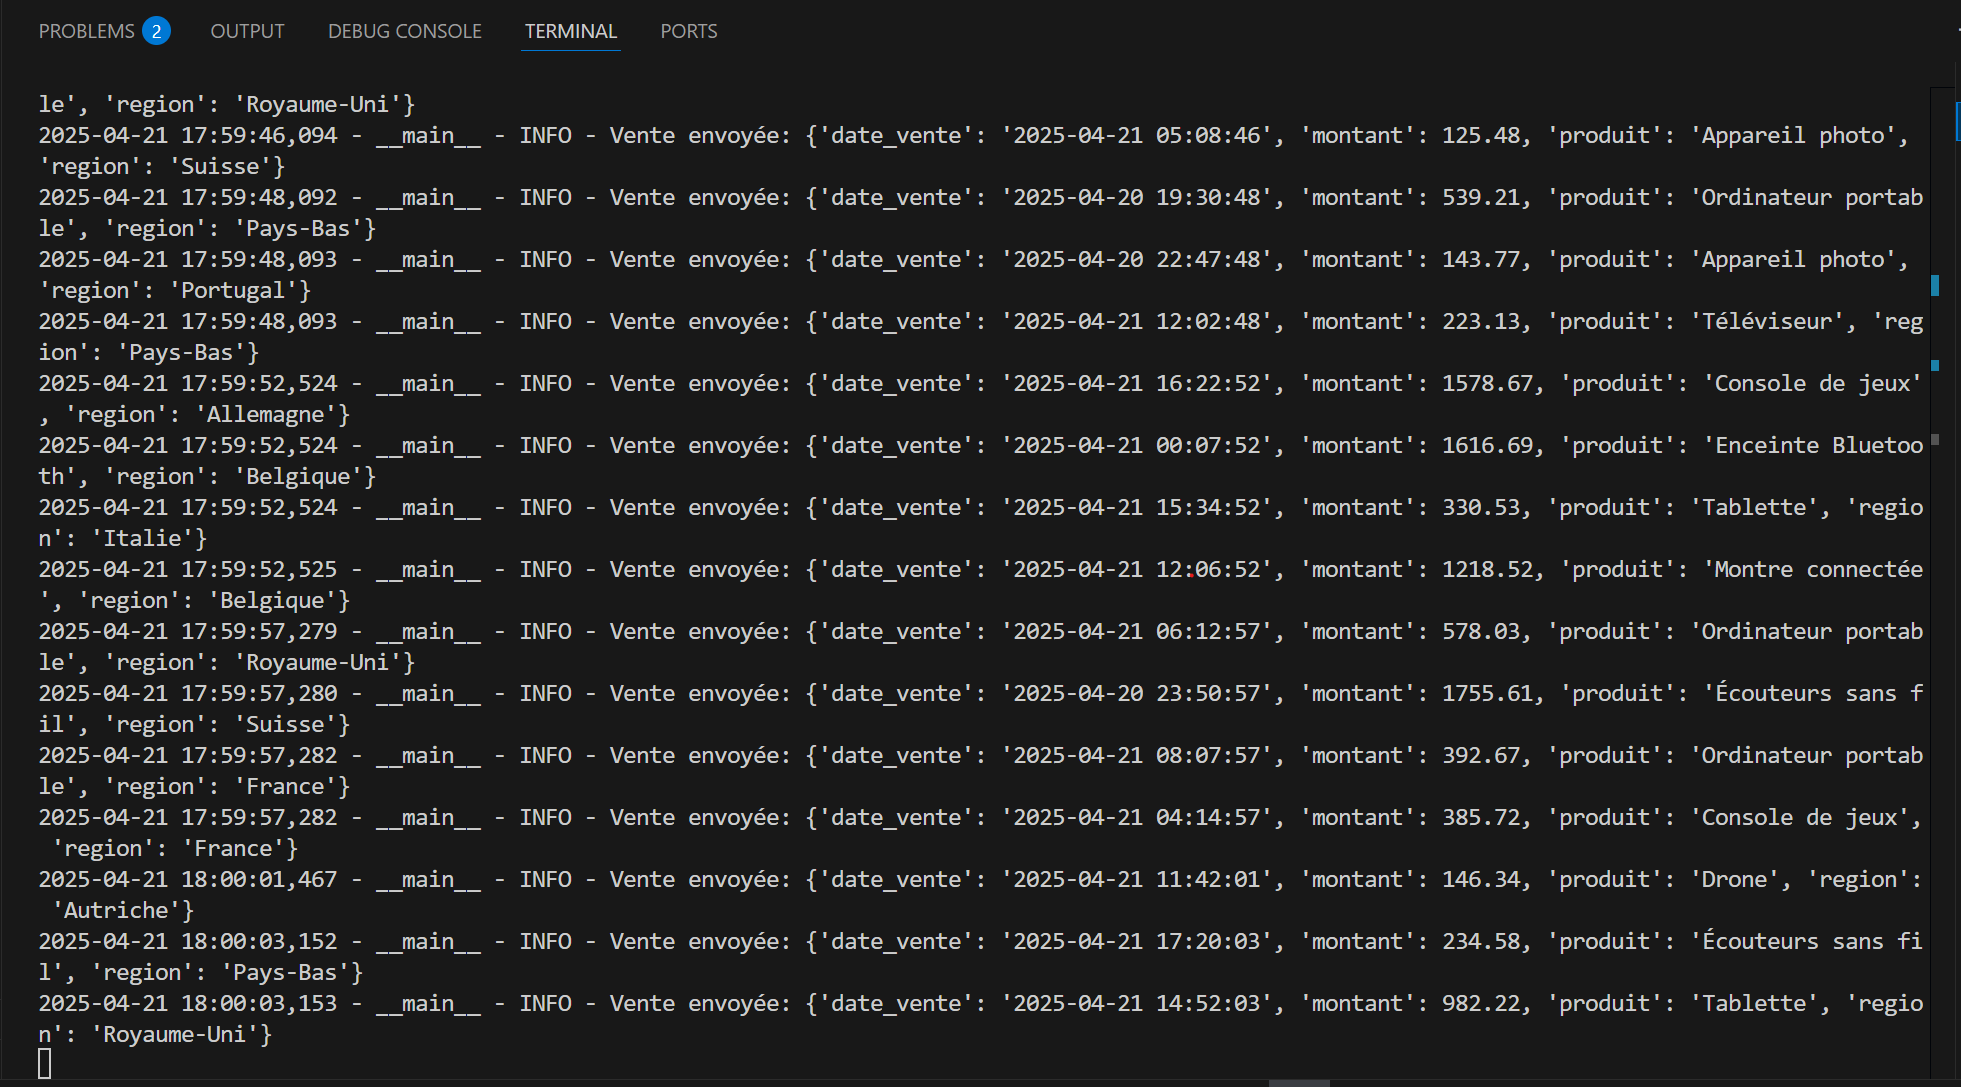 PROBLEMS 2 OUTPUT DEBUG CONSOLE TERMINAL PORTS
le', 'region': 'Royaume-Uni'}
2025-04-21 17:59:46,094 - __main__ - INFO - Vente envoyée: {'date_vente': '2025-04-21 05:08:46', 'montant': 125.48, 'produit': 'Appareil photo',
'region': 'Suisse'}
2025-04-21 17:59:48,092 - __main__ - INFO - Vente envoyée: {'date_vente': '2025-04-20 19:30:48', 'montant': 539.21, 'produit': 'Ordinateur portab
le', 'region': 'Pays-Bas'}
2025-04-21 17:59:48,093 - __main__ - INFO - Vente envoyée: {'date_vente': '2025-04-20 22:47:48', 'montant': 143.77, 'produit': 'Appareil photo',
'region': 'Portugal'}
2025-04-21 17:59:48,093 - __main__ - INFO - Vente envoyée: {'date_vente': '2025-04-21 12:02:48', 'montant': 223.13, 'produit': 'Téléviseur', 'reg
ion': 'Pays-Bas'}
2025-04-21 17:59:52,524 - __main__ - INFO - Vente envoyée: {'date_vente': '2025-04-21 16:22:52', 'montant': 1578.67, 'produit': 'Console de jeux'
, 'region': 'Allemagne'}
2025-04-21 17:59:52,524 - __main__ - INFO - Vente envoyée: {'date_vente': '2025-04-21 00:07:52', 'montant': 1616.69, 'produit': 'Enceinte Bluetoo
th', 'region': 'Belgique'}
2025-04-21 17:59:52,524 - __main__ - INFO - Vente envoyée: {'date_vente': '2025-04-21 15:34:52', 'montant': 330.53, 'produit': 'Tablette', 'regio
n': 'Italie'}
2025-04-21 17:59:52,525 - __main__ - INFO - Vente envoyée: {'date_vente': '2025-04-21 12:06:52', 'montant': 1218.52, 'produit': 'Montre connectée
', 'region': 'Belgique'}
2025-04-21 17:59:57,279 - __main__ - INFO - Vente envoyée: {'date_vente': '2025-04-21 06:12:57', 'montant': 578.03, 'produit': 'Ordinateur portab
le', 'region': 'Royaume-Uni'}
2025-04-21 17:59:57,280 - __main__ - INFO - Vente envoyée: {'date_vente': '2025-04-20 23:50:57', 'montant': 1755.61, 'produit': 'Écouteurs sans f
il', 'region': 'Suisse'}
2025-04-21 17:59:57,282 - __main__ - INFO - Vente envoyée: {'date_vente': '2025-04-21 08:07:57', 'montant': 392.67, 'produit': 'Ordinateur portab
le', 'region': 'France'}
2025-04-21 17:59:57,282 - __main__ - INFO - Vente envoyée: {'date_vente': '2025-04-21 04:14:57', 'montant': 385.72, 'produit': 'Console de jeux',
 'region': 'France'}
2025-04-21 18:00:01,467 - __main__ - INFO - Vente envoyée: {'date_vente': '2025-04-21 11:42:01', 'montant': 146.34, 'produit': 'Drone', 'region':
 'Autriche'}
2025-04-21 18:00:03,152 - __main__ - INFO - Vente envoyée: {'date_vente': '2025-04-21 17:20:03', 'montant': 234.58, 'produit': 'Écouteurs sans fi
l', 'region': 'Pays-Bas'}
2025-04-21 18:00:03,153 - __main__ - INFO - Vente envoyée: {'date_vente': '2025-04-21 14:52:03', 'montant': 982.22, 'produit': 'Tablette', 'regio
n': 'Royaume-Uni'}